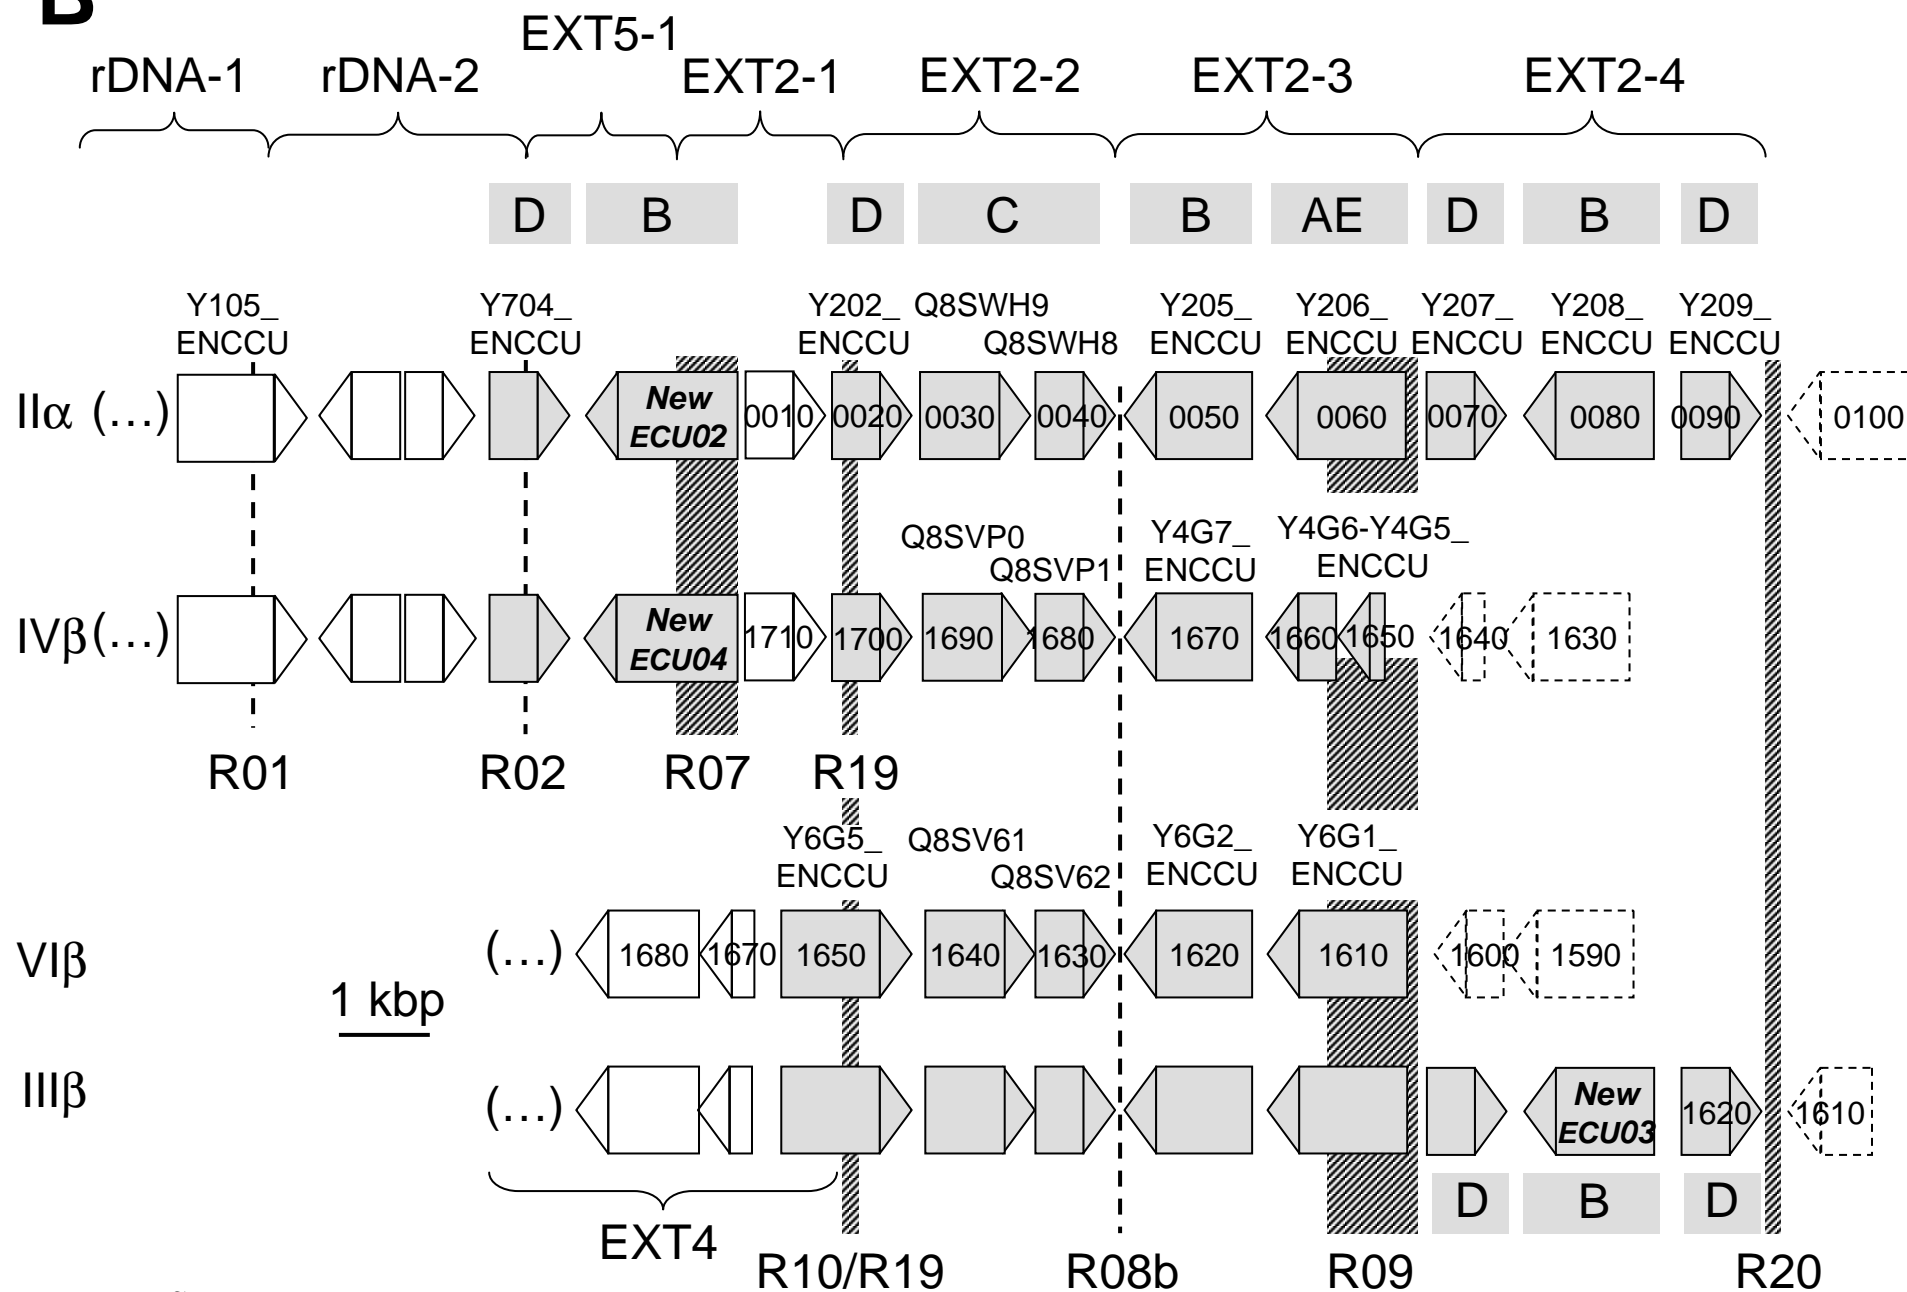 B
EXT5-1
rDNA-1 rDNA-2 EXT2-1 EXT2-2 EXT2-3 EXT2-4
D B D C B AE D B D
Y105_ Y704_ Y202_ Q8SWH9 Y205_ Y206_ Y207_ Y208_ Y209_
ENCCU ENCCU ENCCU Q8SWH8 ENCCU ENCCU ENCCU ENCCU ENCCU
IIα (…) New ECU02 0010 0020 0030 0040 0050 0060 0070 0080 0090 0100
Q8SVP0 Y4G7_ Y4G6-Y4G5_
Q8SVP1 ENCCU ENCCU
IVβ (…) New ECU04 1710 1700 1690 1680 1670 1660 1650 1640 1630
R01 R02 R07 R19
Y6G5_ Q8SV61 Y6G2_ Y6G1_
ENCCU Q8SV62 ENCCU ENCCU
VIβ (…) 1680 1670 1650 1640 1630 1620 1610 1600 1590
1 kbp
IIIβ (…) New ECU03 1620 1610
D B D
EXT4
R10/R19 R08b R09 R20